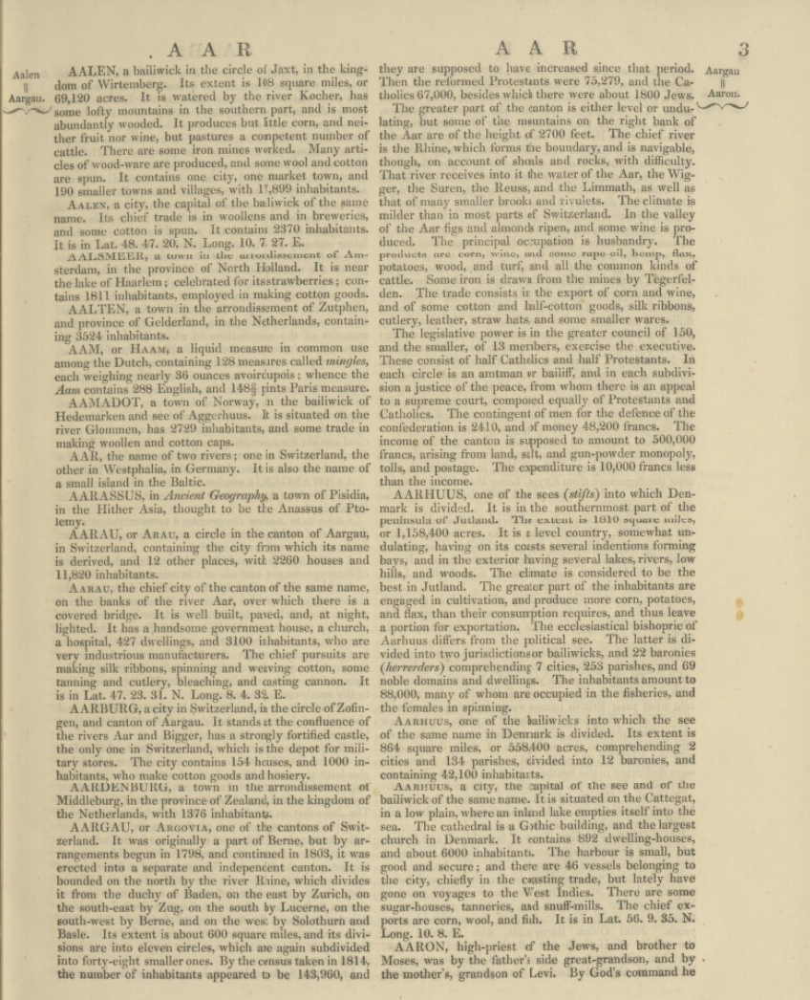 A A R
Aalen
||
Aargau.
AALEN, a bailiwick in the circle of Jaxt, in the king-
dom of Wirtemberg. Its extent is 108 square miles, or
69,120 acres. It is watered by the river Kocher, has
some lofty mountains in the southern part, and is most
abundantly wooded. It produces but little corn, and nei-
ther fruit nor wine, but pastures a competent number of
cattle. There are some iron mines worked. Many arti-
cles of wood-ware are produced, and some wool and cotton
are spun. It contains one city, one market town, and
190 smaller towns and villages, with 17,899 inhabitants.
AALEN, a city, the capital of the bailiwick of the same
name. Its chief trade is in woollens and in breweries,
and some cotton is spun. It contains 2370 inhabitants.
It is in Lat. 48. 47. 20. N. Long. 10. 7. 27. E.
AALSMEER, a town in the arrondissement of Am-
sterdam, in the province of North Holland. It is near
the lake of Haarlem; celebrated for its strawberries; con-
tains 1811 inhabitants, employed in making cotton goods.
AALTEN, a town in the arrondissement of Zutphen,
and province of Gelderland, in the Netherlands, contain-
ing 3524 inhabitants.
AAM, or HAAM, a liquid measure in common use
among the Dutch, containing 128 measures called mingles,
each weighing nearly 36 ounces avoirdupois; whence the
Aam contains 288 English, and 148⅔ pints Paris measure.
AAMADOT, a town of Norway, in the bailiwick of
Hedemarken and see of Aggerhuus. It is situated on the
river Glommen, has 2729 inhabitants, and some trade in
making woollen and cotton caps.
AAR, the name of two rivers; one in Switzerland, the
other in Westphalia, in Germany. It is also the name of
a small island in the Baltic.
AARASSUS, in Ancient Geography, a town of Pisidia,
in the Hither Asia, thought to be the Anassus of Pto-
lemy.
AARAU, or ARAU, a circle in the canton of Aargau,
in Switzerland, containing the city from which its name
is derived, and 12 other places, with 2260 houses and
11,820 inhabitants.
AARAU, the chief city of the canton of the same name,
on the banks of the river Aar, over which there is a
covered bridge. It is well built, paved, and, at night,
lighted. It has a handsome government house, a church,
a hospital, 427 dwellings, and 3100 inhabitants, who are
very industrious manufacturers. The chief pursuits are
making silk ribbons, spinning and weaving cotton, some
tanning and cutlery, bleaching, and casting cannon. It
is in Lat. 47. 23. 31. N. Long. 8. 4. 32. E.
AARBURG, a city in Switzerland, in the circle of Zofin-
gen, and canton of Aargau. It stands at the confluence of
the rivers Aar and Bigger, has a strongly fortified castle,
the only one in Switzerland, which is the depot for mili-
tary stores. The city contains 154 houses, and 1000 in-
habitants, who make cotton goods and hosiery.
AARDENBURG, a town in the arrondissement of
Middleburg, in the province of Zealand, in the kingdom of
the Netherlands, with 1376 inhabitants.
AARGAU, or ARGOVIA, one of the cantons of Swit-
zerland. It was originally a part of Berne, but by ar-
rangements begun in 1798, and continued in 1803, it was
erected into a separate and independent canton. It is
bounded on the north by the river Rhine, which divides
it from the duchy of Baden, on the east by Zurich, on
the south-east by Zug, on the south by Lucerne, on the
south-west by Berne, and on the west by Solothurn and
Basle. Its extent is about 600 square miles, and its divi-
sions are into eleven circles, which are again subdivided
into forty-eight smaller ones. By the census taken in 1814,
the number of inhabitants appeared to be 143,960, and
A A R
3
Aargau
||
Aaron.
they are supposed to have increased since that period.
Then the reformed Protestants were 75,279, and the Ca-
tholics 67,000, besides which there were about 1800 Jews.
The greater part of the canton is either level or undu-
lating, but some of the mountains on the right bank of
the Aar are of the height of 2700 feet. The chief river
is the Rhine, which forms the boundary, and is navigable,
though, on account of shoals and rocks, with difficulty.
That river receives into it the water of the Aar, the Wig-
ger, the Suren, the Reuss, and the Limmath, as well as
that of many smaller brooks and rivulets. The climate is
milder than in most parts of Switzerland. In the valley
of the Aar figs and almonds ripen, and some wine is pro-
duced. The principal occupation is husbandry. The
products are corn, wine, and some rape oil, hemp, flax,
potatoes, wood, and turf, and all the common kinds of
cattle. Some iron is drawn from the mines by Tegerfel-
den. The trade consists in the export of corn and wine,
and of some cotton and half-cotton goods, silk ribbons,
cutlery, leather, straw hats, and some smaller wares.
The legislative power is in the greater council of 150,
and the smaller, of 13 members, exercise the executive.
These consist of half Catholics and half Protestants. In
each circle is an amtman or bailiff, and in each subdivi-
sion a justice of the peace, from whom there is an appeal
to a supreme court, composed equally of Protestants and
Catholics. The contingent of men for the defence of the
confederation is 2410, and of money 48,200 francs. The
income of the canton is supposed to amount to 500,000
francs, arising from land, salt, and gun-powder monopoly,
tolls, and postage. The expenditure is 10,000 francs less
than the income.
AARHUUS, one of the sees (stifts) into which Den-
mark is divided. It is in the southernmost part of the
peninsula of Jutland. The extent is 1810 square miles,
or 1,158,400 acres. It is a level country, somewhat un-
dulating, having on its coasts several indentions forming
bays, and in the exterior having several lakes, rivers, low
hills, and woods. The climate is considered to be the
best in Jutland. The greater part of the inhabitants are
engaged in cultivation, and produce more corn, potatoes,
and flax, than their consumption requires, and thus leave
a portion for exportation. The ecclesiastical bishopric of
Aarhuus differs from the political see. The latter is di-
vided into two jurisdictions or bailiwicks, and 22 baronies
(herrerders) comprehending 7 cities, 253 parishes, and 69
noble domains and dwellings. The inhabitants amount to
88,000, many of whom are occupied in the fisheries, and
the females in spinning.
AARHUUS, one of the bailiwicks into which the see
of the same name in Denmark is divided. Its extent is
864 square miles, or 558,400 acres, comprehending 2
cities and 134 parishes, divided into 12 baronies, and
containing 42,100 inhabitants.
AARHUUS, a city, the capital of the see and of the
bailiwick of the same name. It is situated on the Cattegat,
in a low plain, where an inland lake empties itself into the
sea. The cathedral is a Gothic building, and the largest
church in Denmark. It contains 892 dwelling-houses,
and about 6000 inhabitants. The harbour is small, but
good and secure; and there are 46 vessels belonging to
the city, chiefly in the coasting trade, but lately have
gone on voyages to the West Indies. There are some
sugar-houses, tanneries, and snuff-mills. The chief ex-
ports are corn, wool, and fish. It is in Lat. 56. 9. 35. N.
Long. 10. 8. E.
AARON, high-priest of the Jews, and brother to
Moses, was by the father's side great-grandson, and by
the mother's, grandson of Levi. By God's command he